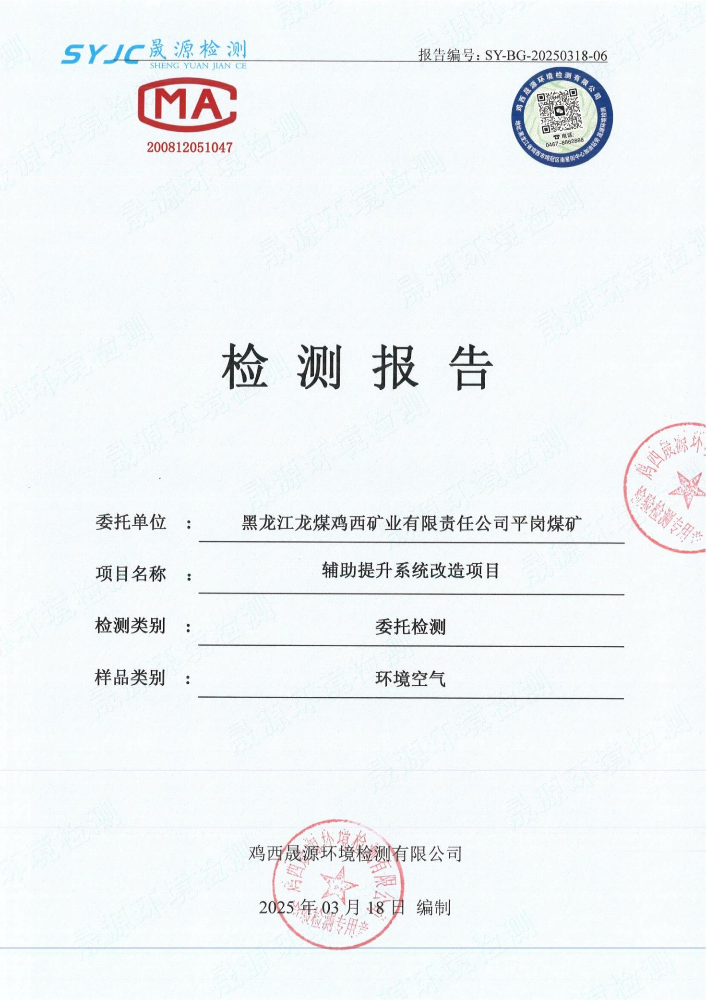 SYJC 晟源检测
SHENG YUAN JIAN CE
报告编号: SY-BG-20250318-06
MA
200812051047
鸡西晟源环境检测有限公司
电话:
0467-8862888
地址:黑龙江省鸡西市鸡冠区南星街中心加油站旁 晟源环境检测
检测报告
鸡西晟源环
检验检测专用章
委托单位 : 黑龙江龙煤鸡西矿业有限责任公司平岗煤矿
项目名称 : 辅助提升系统改造项目
检测类别 : 委托检测
样品类别 : 环境空气
鸡西晟源环境检测有限公司
2025 年 03 月 18 日 编制
鸡西晟源环境检测有限公司
检验检测专用章
晟源环境检测